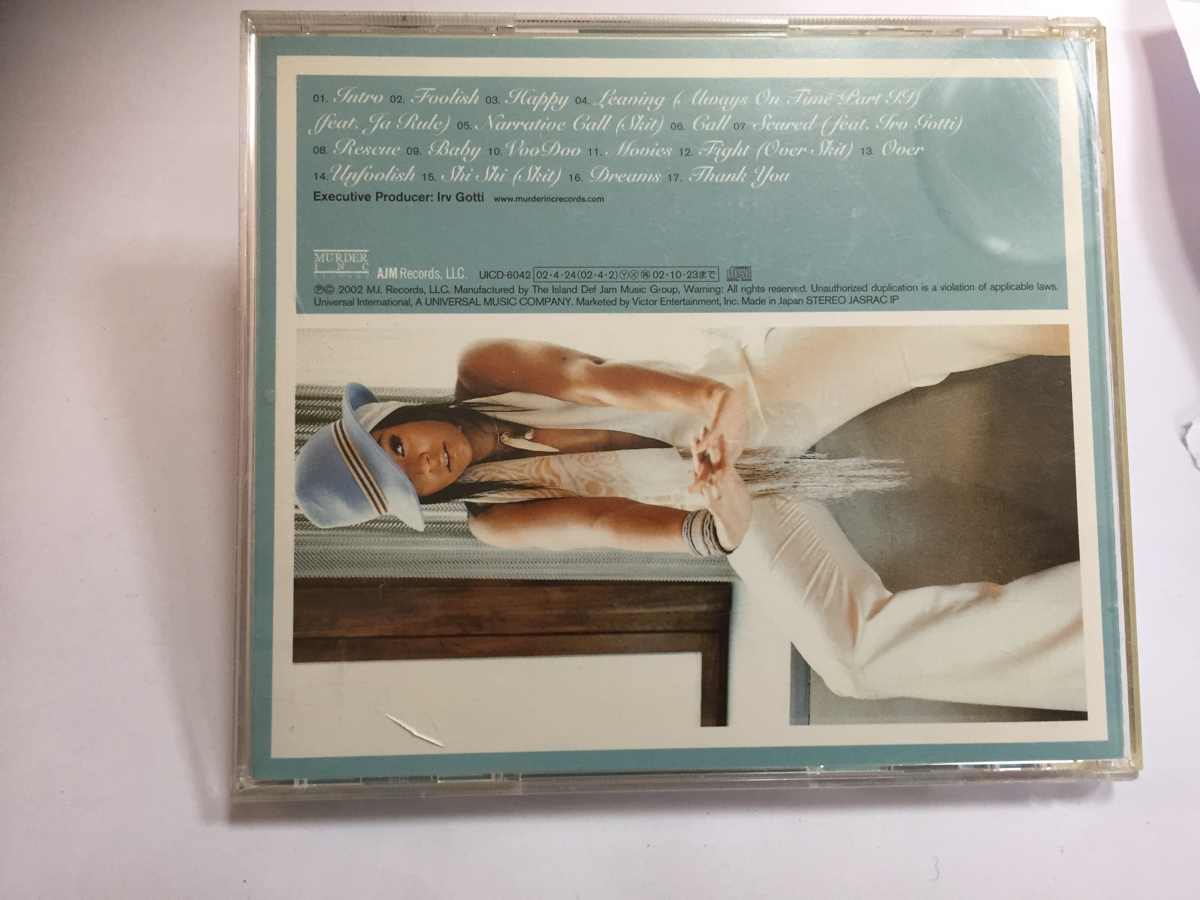 01. Intro 02. Foolish 03. Happy 04. Leaving (Always On Time Part II)
(feat. Ja Rule) 05. Narrative Call (Skit) 06. Call 07. Scared (feat. Irv Gotti)
08. Rescue 09. Baby 10. VooDoo 11. Movies 12. Fight (Over Skit) 13. Over
14. Unfoolish 15. Shi Shi (Skit) 16. Dreams 17. Thank You
Executive Producer: Irv Gotti www.murderincrecords.com
MURDER
INC
AJM Records, LLC. UICD-6042 02・4・24(02・4・2) Ⓨ Ⓧ 02・10・23まで
Ⓟ© 2002 M.I. Records, LLC. Manufactured by The Island Def Jam Music Group, Warning: All rights reserved. Unauthorized duplication is a violation of applicable laws.
Universal International, A UNIVERSAL MUSIC COMPANY. Marketed by Victor Entertainment, Inc. Made in Japan STEREO JASRAC IP